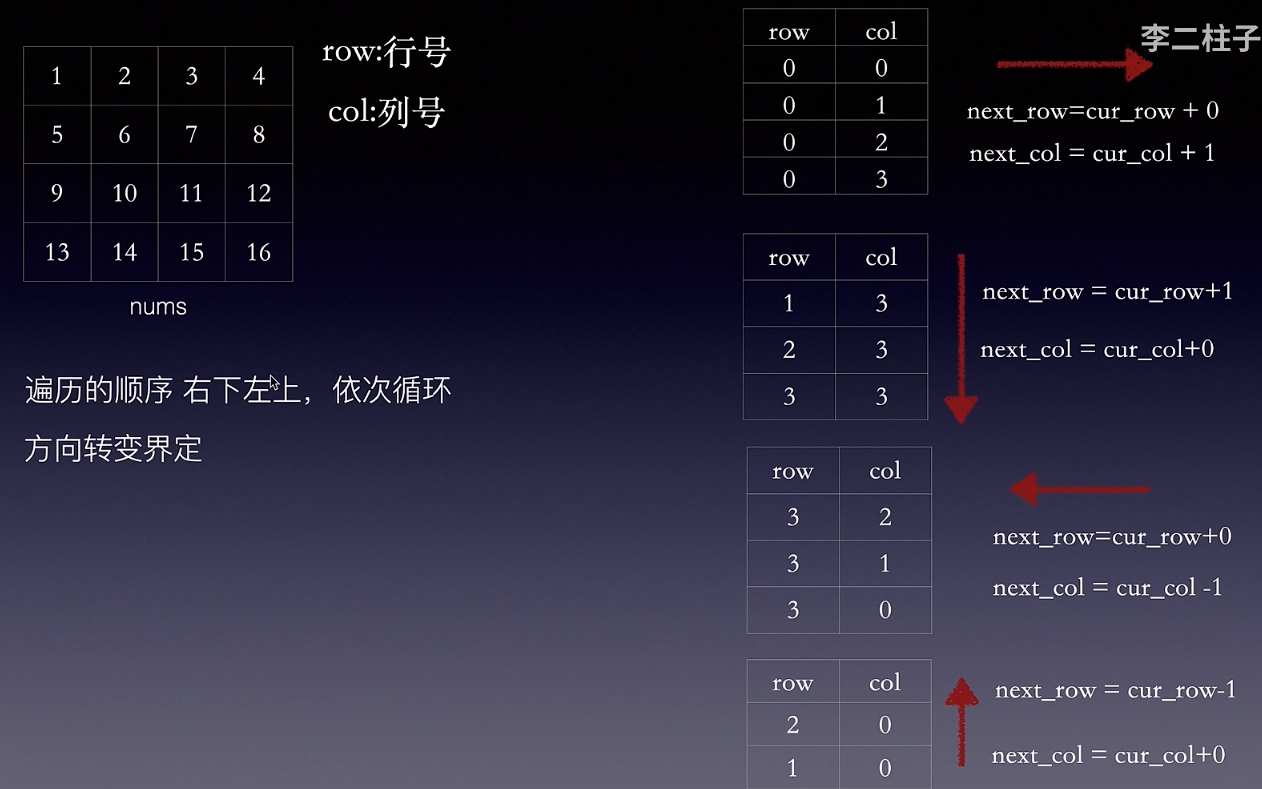 1 2 3 4
5 6 7 8
9 10 11 12
13 14 15 16
nums
row:行号
col:列号
遍历的顺序 右下左上，依次循环
方向转变界定
row col
0 0
0 1
0 2
0 3
李二柱子
next_row=cur_row + 0
next_col = cur_col + 1
row col
1 3
2 3
3 3
next_row = cur_row+1
next_col = cur_col+0
row col
3 2
3 1
3 0
next_row=cur_row+0
next_col = cur_col -1
row col
2 0
1 0
next_row = cur_row-1
next_col = cur_col+0